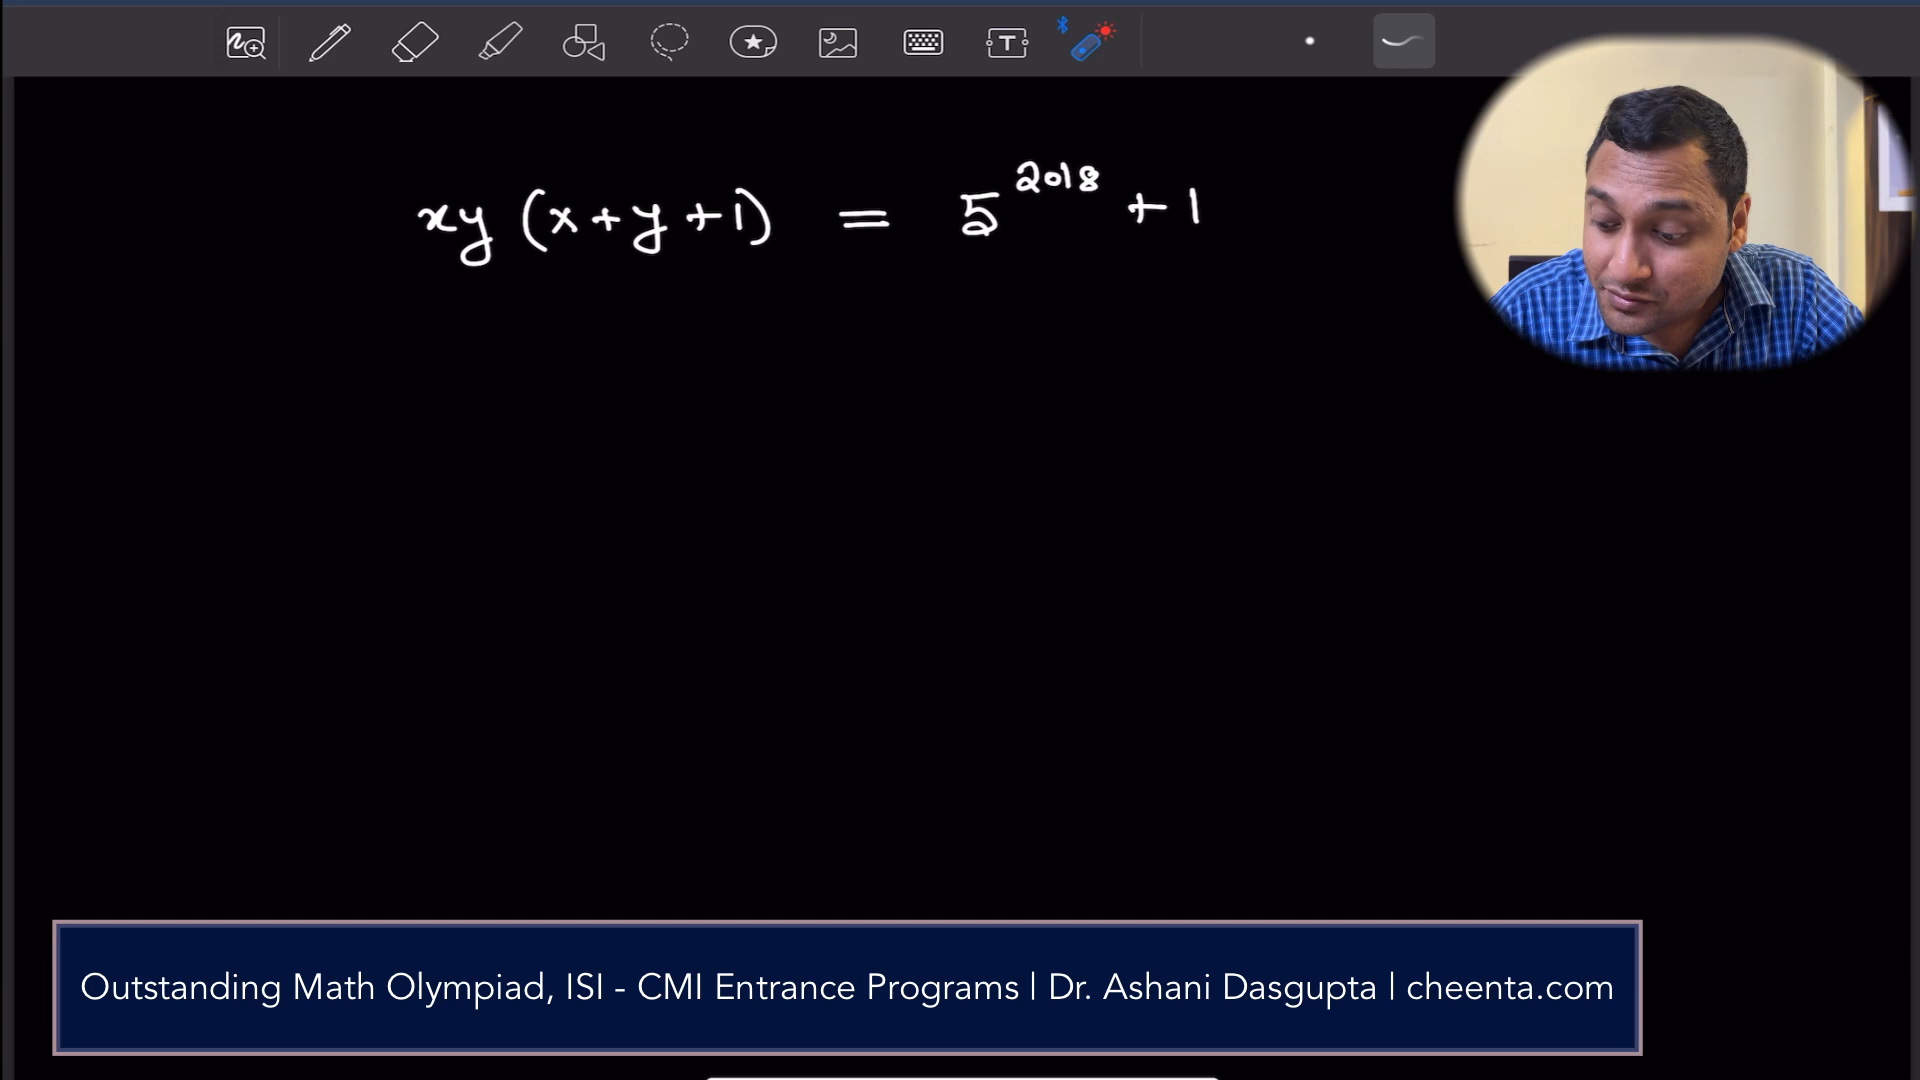 xy (x+y+1) = 5^2018 + 1
Outstanding Math Olympiad, ISI - CMI Entrance Programs | Dr. Ashani Dasgupta | cheenta.com